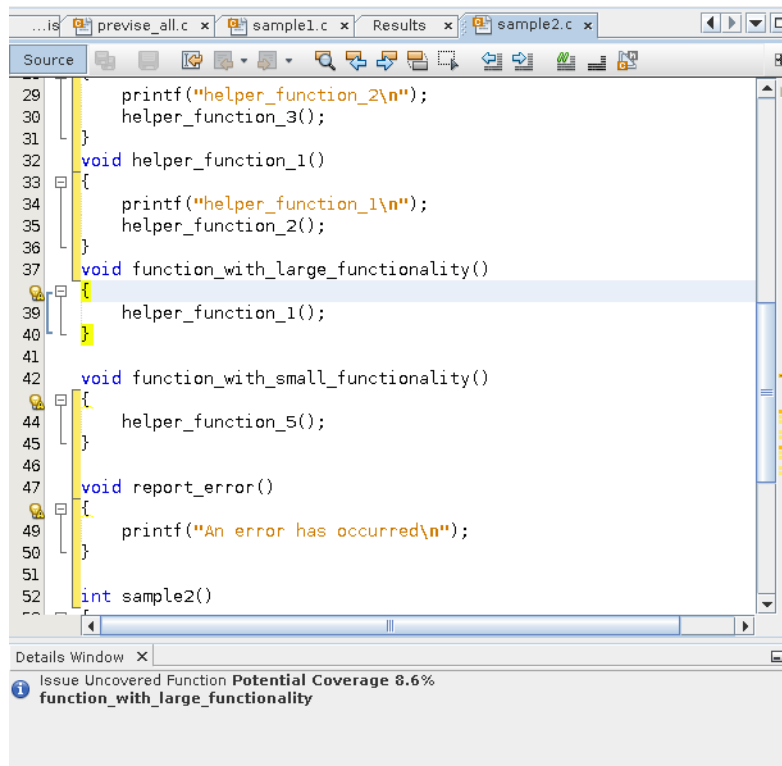 ...is previse_all.c x sample1.c x Results x sample2.c x
Source
29 printf("helper_function_2\n");
30 helper_function_3();
31 }
32 void helper_function_1()
33 {
34 printf("helper_function_1\n");
35 helper_function_2();
36 }
37 void function_with_large_functionality()
{
39 helper_function_1();
40 }
41
42 void function_with_small_functionality()
{
44 helper_function_5();
45 }
46
47 void report_error()
{
49 printf("An error has occurred\n");
50 }
51
52 int sample2()
Details Window X
Issue Uncovered Function Potential Coverage 8.6%
function_with_large_functionality